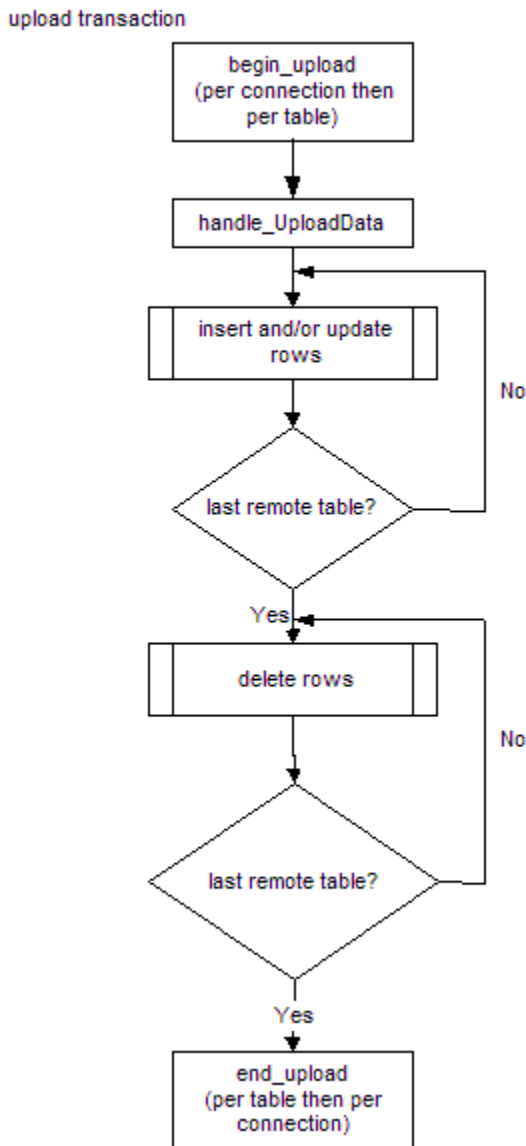 upload transaction
begin_upload
(per connection then
per table)
handle_UploadData
insert and/or update
rows
No
last remote table?
Yes
delete rows
No
last remote table?
Yes
end_upload
(per table then per
connection)